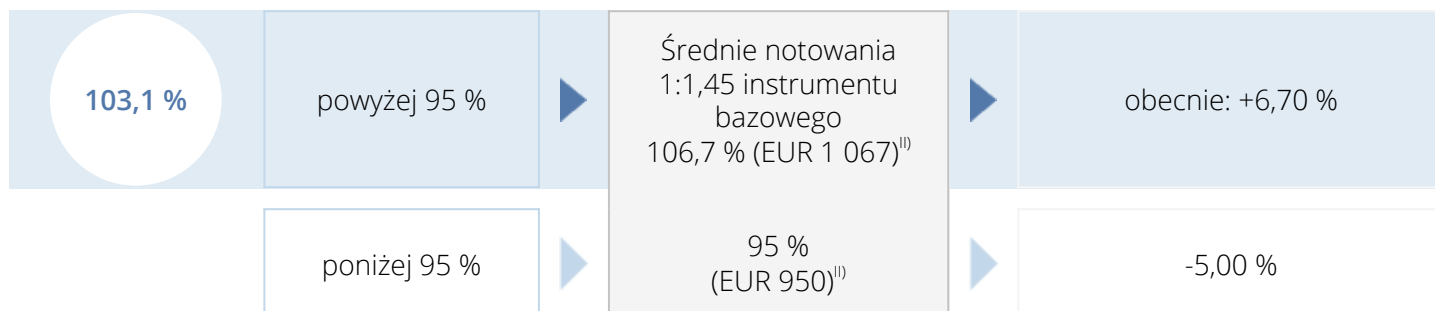 103,1 %
powyżej 95 %
Średnie notowania
1:1,45 instrumentu
bazowego
106,7 % (EUR 1 067)II)
obecnie: +6,70 %
poniżej 95 %
95 %
(EUR 950)II)
-5,00 %